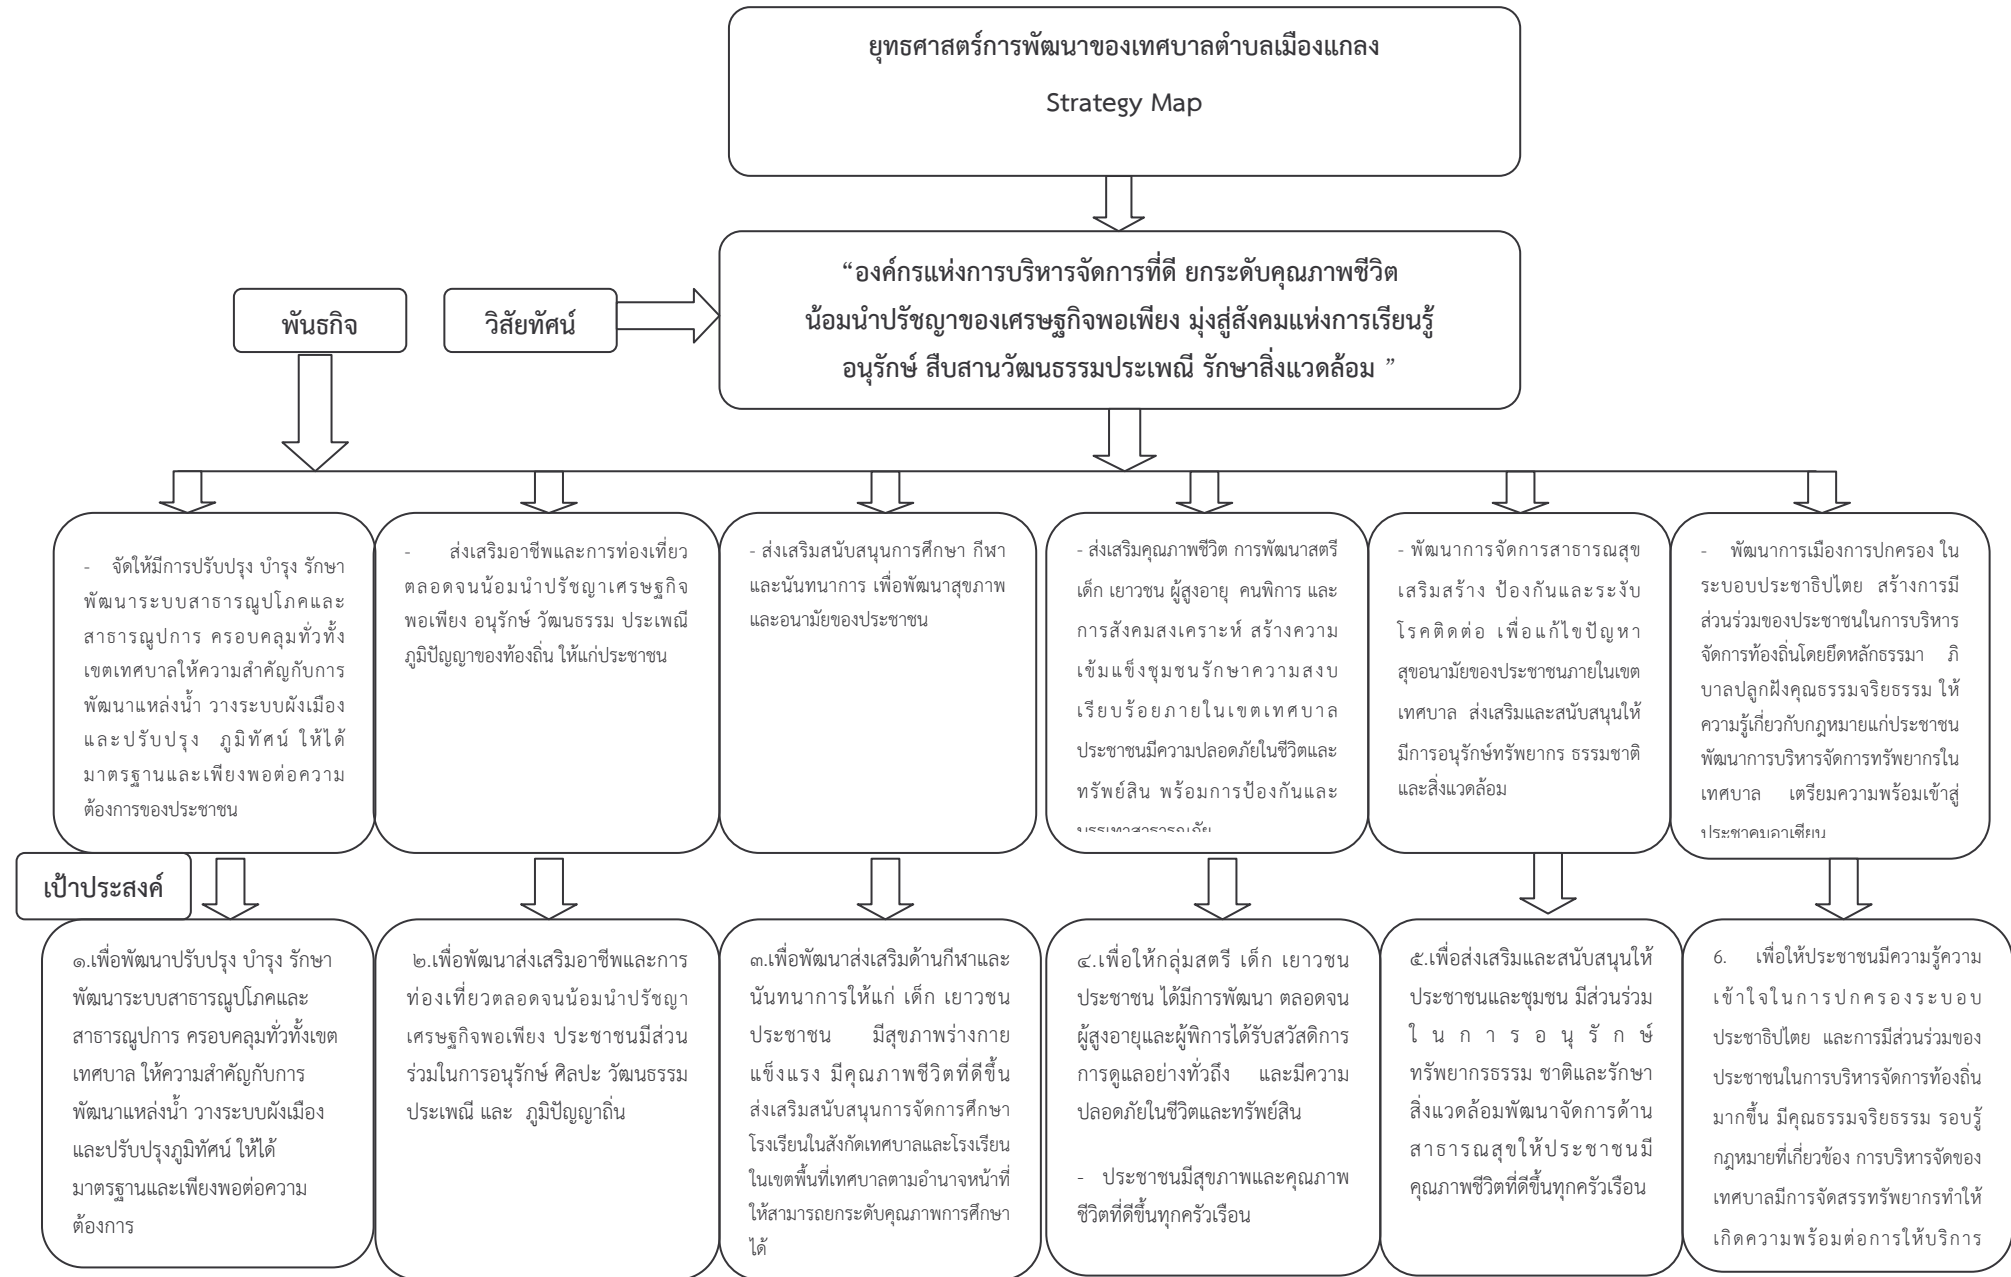 ยุทธศาสตร์การพัฒนาของเทศบาลตำบลเมืองแกลง
Strategy Map
พันธกิจ
วิสัยทัศน์
“องค์กรแห่งการบริหารจัดการที่ดี ยกระดับคุณภาพชีวิต
น้อมนำปรัชญาของเศรษฐกิจพอเพียง มุ่งสู่สังคมแห่งการเรียนรู้
อนุรักษ์ สืบสานวัฒนธรรมประเพณี รักษาสิ่งแวดล้อม ”
- จัดให้มีการปรับปรุง บำรุง รักษา
พัฒนาระบบสาธารณูปโภคและ
สาธารณูปการ ครอบคลุมทั่วทั้ง
เขตเทศบาลให้ความสำคัญกับการ
พัฒนาแหล่งน้ำ วางระบบผังเมือง
และปรับปรุง ภูมิทัศน์ ให้ได้
มาตรฐานและเพียงพอต่อความ
ต้องการของประชาชน
- ส่งเสริมอาชีพและการท่องเที่ยว
ตลอดจนน้อมนำปรัชญาเศรษฐกิจ
พอเพียง อนุรักษ์ วัฒนธรรม ประเพณี
ภูมิปัญญาของท้องถิ่น ให้แก่ประชาชน
- ส่งเสริมสนับสนุนการศึกษา กีฬา
และนันทนาการ เพื่อพัฒนาสุขภาพ
และอนามัยของประชาชน
- ส่งเสริมคุณภาพชีวิต การพัฒนาสตรี
เด็ก เยาวชน ผู้สูงอายุ คนพิการ และ
การสังคมสงเคราะห์ สร้างความ
เข้มแข็งชุมชนรักษาความสงบ
เรียบร้อยภายในเขตเทศบาล
ประชาชนมีความปลอดภัยในชีวิตและ
ทรัพย์สิน พร้อมการป้องกันและ
บรรเทาสาธารณภัย
- พัฒนาการจัดการสาธารณสุข
เสริมสร้าง ป้องกันและระงับ
โรคติดต่อ เพื่อแก้ไขปัญหา
สุขอนามัยของประชาชนภายในเขต
เทศบาล ส่งเสริมและสนับสนุนให้
มีการอนุรักษ์ทรัพยากร ธรรมชาติ
และสิ่งแวดล้อม
- พัฒนาการเมืองการปกครอง ใน
ระบอบประชาธิปไตย สร้างการมี
ส่วนร่วมของประชาชนในการบริหาร
จัดการท้องถิ่นโดยยึดหลักธรรมา ภิ
บาลปลูกฝังคุณธรรมจริยธรรม ให้
ความรู้เกี่ยวกับกฎหมายแก่ประชาชน
พัฒนาการบริหารจัดการทรัพยากรใน
เทศบาล เตรียมความพร้อมเข้าสู่
ประชาคมอาเซียน
เป้าประสงค์
๑.เพื่อพัฒนาปรับปรุง บำรุง รักษา
พัฒนาระบบสาธารณูปโภคและ
สาธารณูปการ ครอบคลุมทั่วทั้งเขต
เทศบาล ให้ความสำคัญกับการ
พัฒนาแหล่งน้ำ วางระบบผังเมือง
และปรับปรุงภูมิทัศน์ ให้ได้
มาตรฐานและเพียงพอต่อความ
ต้องการ
๒.เพื่อพัฒนาส่งเสริมอาชีพและการ
ท่องเที่ยวตลอดจนน้อมนำปรัชญา
เศรษฐกิจพอเพียง ประชาชนมีส่วน
ร่วมในการอนุรักษ์ ศิลปะ วัฒนธรรม
ประเพณี และ ภูมิปัญญาถิ่น
๓.เพื่อพัฒนาส่งเสริมด้านกีฬาและ
นันทนาการให้แก่ เด็ก เยาวชน
ประชาชน มีสุขภาพร่างกาย
แข็งแรง มีคุณภาพชีวิตที่ดีขึ้น
ส่งเสริมสนับสนุนการจัดการศึกษา
โรงเรียนในสังกัดเทศบาลและโรงเรียน
ในเขตพื้นที่เทศบาลตามอำนาจหน้าที่
ให้สามารถยกระดับคุณภาพการศึกษา
ได้
๔.เพื่อให้กลุ่มสตรี เด็ก เยาวชน
ประชาชน ได้มีการพัฒนา ตลอดจน
ผู้สูงอายุและผู้พิการได้รับสวัสดิการ
การดูแลอย่างทั่วถึง และมีความ
ปลอดภัยในชีวิตและทรัพย์สิน
- ประชาชนมีสุขภาพและคุณภาพ
ชีวิตที่ดีขึ้นทุกครัวเรือน
๕.เพื่อส่งเสริมและสนับสนุนให้
ประชาชนและชุมชน มีส่วนร่วม
ในการอนุรักษ์
ทรัพยากรธรรม ชาติและรักษา
สิ่งแวดล้อมพัฒนาจัดการด้าน
สาธารณสุขให้ประชาชนมี
คุณภาพชีวิตที่ดีขึ้นทุกครัวเรือน
6. เพื่อให้ประชาชนมีความรู้ความ
เข้าใจในการปกครองระบอบ
ประชาธิปไตย และการมีส่วนร่วมของ
ประชาชนในการบริหารจัดการท้องถิ่น
มากขึ้น มีคุณธรรมจริยธรรม รอบรู้
กฎหมายที่เกี่ยวข้อง การบริหารจัดของ
เทศบาลมีการจัดสรรทรัพยากรทำให้
เกิดความพร้อมต่อการให้บริการ